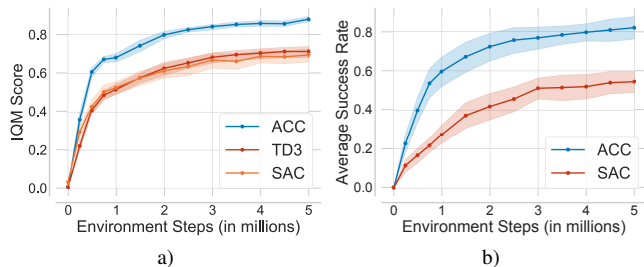 IQM Score
0.8
0.6
0.4
0.2
0.0
ACC
TD3
SAC
0 1 2 3 4 5
Environment Steps (in millions)
a)
Average Success Rate
0.8
0.6
0.4
0.2
0.0
ACC
SAC
0 1 2 3 4 5
Environment Steps (in millions)
b)